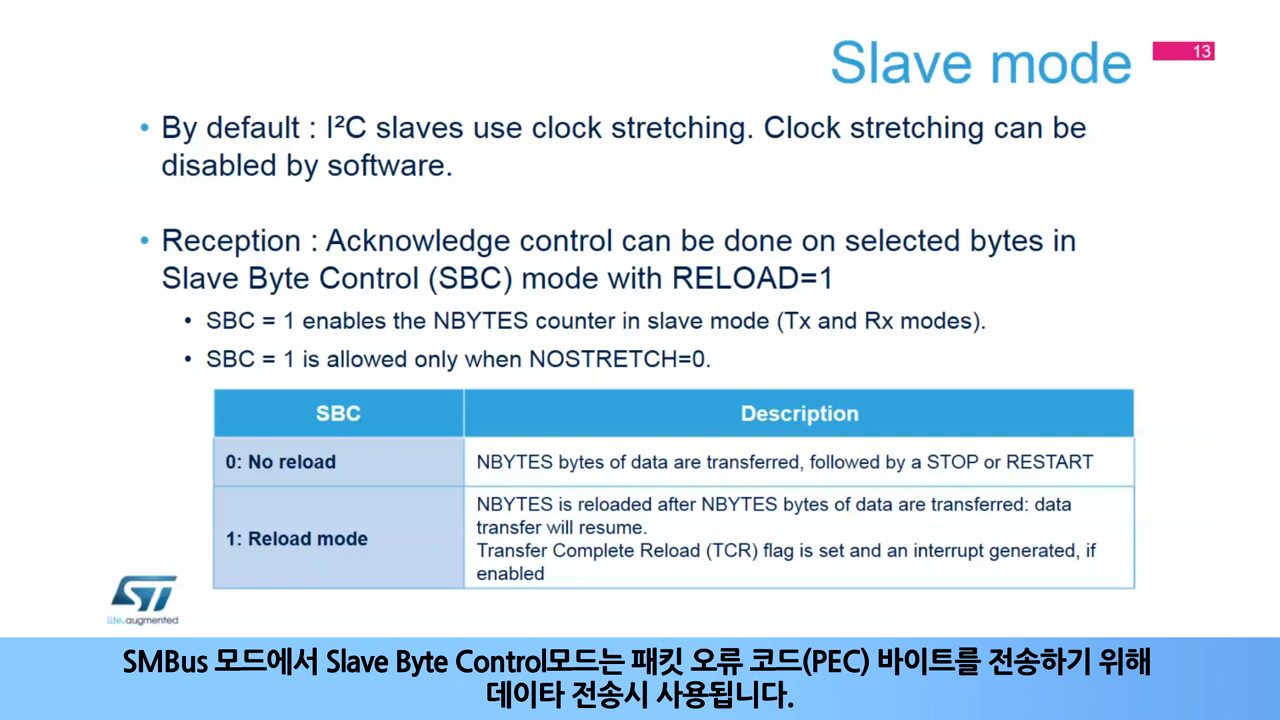 Slave mode
13
• By default : I²C slaves use clock stretching. Clock stretching can be
disabled by software.
• Reception : Acknowledge control can be done on selected bytes in
Slave Byte Control (SBC) mode with RELOAD=1
• SBC = 1 enables the NBYTES counter in slave mode (Tx and Rx modes).
• SBC = 1 is allowed only when NOSTRETCH=0.
SBC
Description
0: No reload
NBYTES bytes of data are transferred, followed by a STOP or RESTART
1: Reload mode
NBYTES is reloaded after NBYTES bytes of data are transferred: data
transfer will resume.
Transfer Complete Reload (TCR) flag is set and an interrupt generated, if
enabled
ST
life.augmented
SMBus 모드에서 Slave Byte Control모드는 패킷 오류 코드(PEC) 바이트를 전송하기 위해
데이타 전송시 사용됩니다.